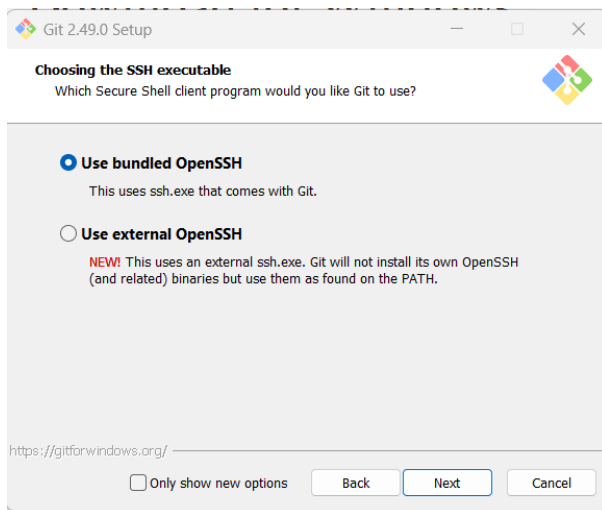 Git 2.49.0 Setup
Choosing the SSH executable
Which Secure Shell client program would you like Git to use?
Use bundled OpenSSH
This uses ssh.exe that comes with Git.
Use external OpenSSH
NEW! This uses an external ssh.exe. Git will not install its own OpenSSH
(and related) binaries but use them as found on the PATH.
https://gitforwindows.org/
Only show new options
Back
Next
Cancel